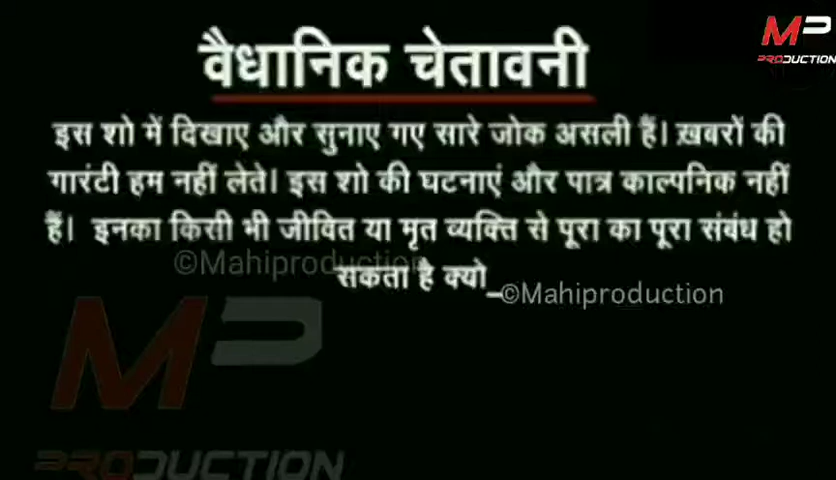 MP
PRODUCTION
वैधानिक चेतावनी
इस शो में दिखाए और सुनाए गए सारे जोक असली हैं। ख़बरों की
गारंटी हम नहीं लेते। इस शो की घटनाएं और पात्र काल्पनिक नहीं
हैं। इनका किसी भी जीवित या मृत व्यक्ति से पूरा का पूरा संबंध हो
©Mahiproduction
सकता है क्यो_
©Mahiproduction
MP
PRODUCTION